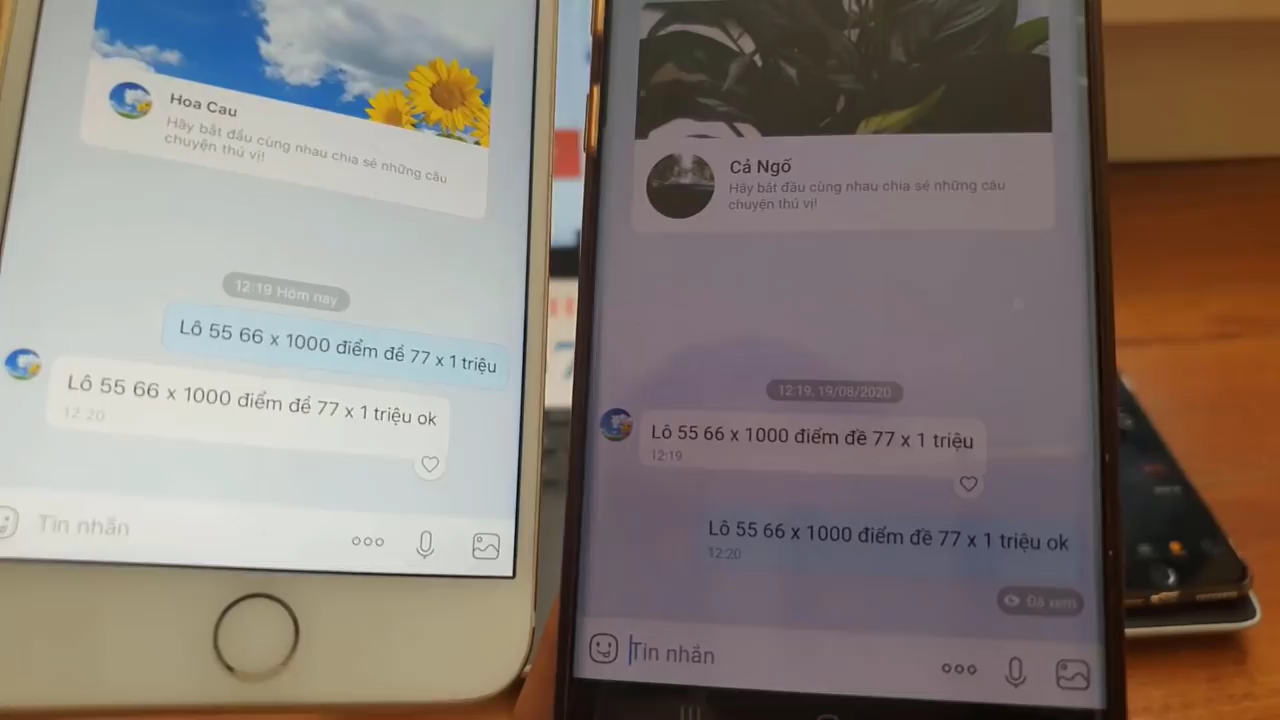 Hoa Cau
Hãy bắt đầu cùng nhau chia sẻ những câu
chuyện thú vị!
12:19 Hôm nay
Lô 55 66 x 1000 điểm đề 77 x 1 triệu
Lô 55 66 x 1000 điểm đề 77 x 1 triệu ok
12:20
Tin nhắn
Cả Ngố
Hãy bắt đầu cùng nhau chia sẻ những câu
chuyện thú vị!
12:19, 19/08/2020
Lô 55 66 x 1000 điểm đề 77 x 1 triệu
12:19
Lô 55 66 x 1000 điểm đề 77 x 1 triệu ok
12:20
Đã xem
Tin nhắn